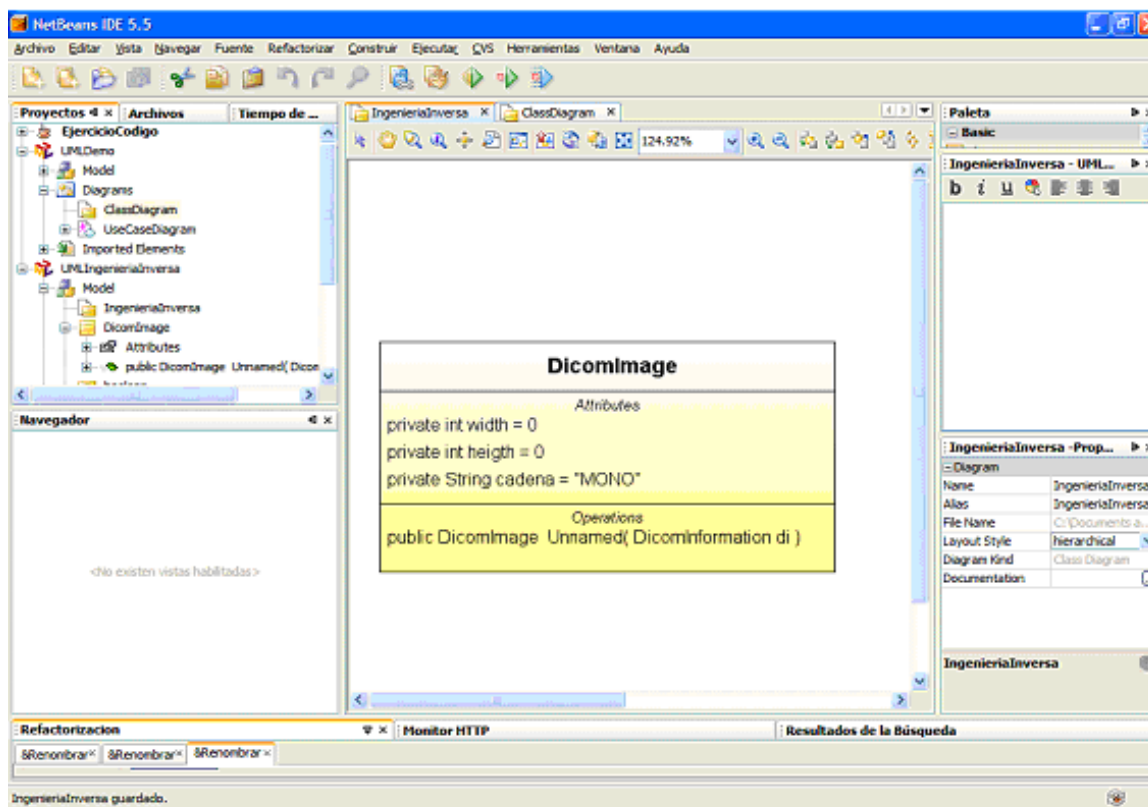 NetBeans IDE 5.5
Archivo Editar Vista Navegar Fuente Refactorizar Construir Ejecutar CVS Herramientas Ventana Ayuda
Proyectos Archivos Tiempo de ...
EjercicioCodigo
UMLDemo
Model
Diagrams
ClassDiagram
UseCaseDiagram
Imported Elements
UMLIngenieriaInversa
Model
IngenieriaInversa
DicomImage
Attributes
public DicomImage Unnamed( Dicon
Navegador
<No existen vistas habilitadas>
IngenieriaInversa ClassDiagram
124.92%
DicomImage
Attributes
private int width = 0
private int heigth = 0
private String cadena = "MONO"
Operations
public DicomImage Unnamed( DicomInformation di )
Paleta
Basic
IngenieriaInversa - UML...
b i u
IngenieriaInversa -Prop...
Diagram
Name IngenieriaInversa
Alias IngenieriaInversa
File Name C:\Documents a...
Layout Style hierarchical
Diagram Kind Class Diagram
Documentation
IngenieriaInversa
Refactorizacion Monitor HTTP Resultados de la Búsqueda
&Renombrar &Renombrar &Renombrar
IngenieriaInversa guardado.